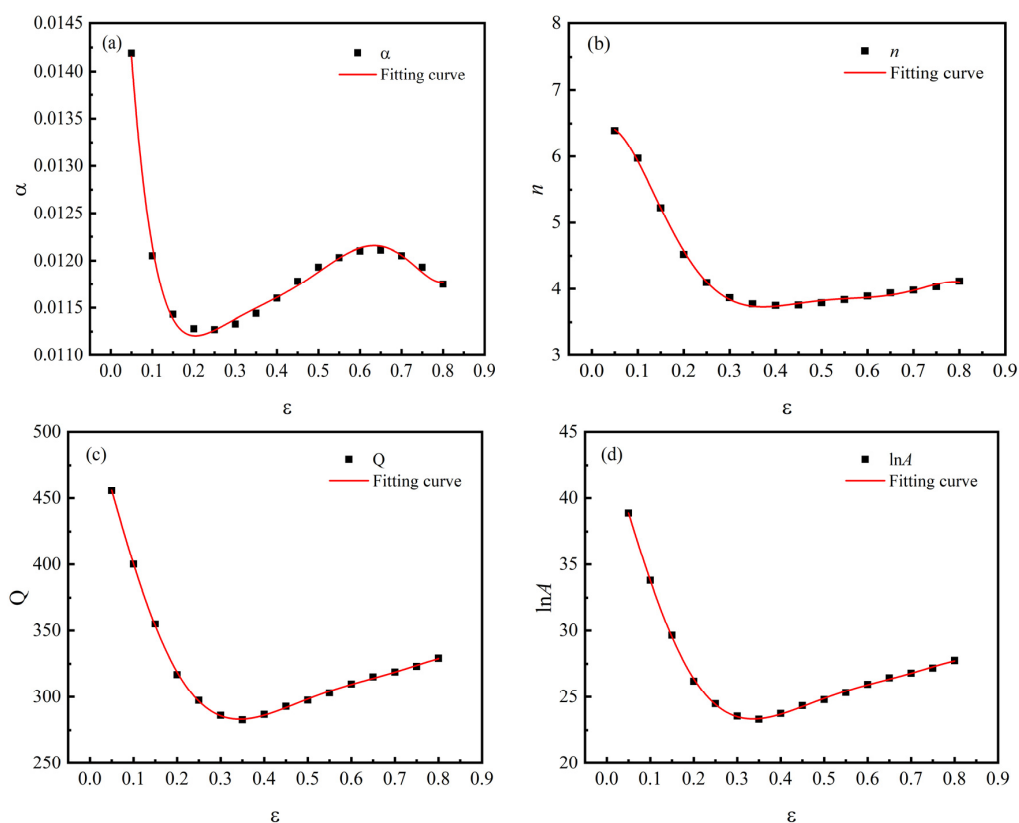 (a)
α
Fitting curve
0.0145
0.0140
0.0135
0.0130
0.0125
0.0120
0.0115
0.0110
α
0.0 0.1 0.2 0.3 0.4 0.5 0.6 0.7 0.8 0.9
ε
(b)
n
Fitting curve
8
7
6
5
4
3
n
0.0 0.1 0.2 0.3 0.4 0.5 0.6 0.7 0.8 0.9
ε
(c)
Q
Fitting curve
500
450
400
350
300
250
Q
0.0 0.1 0.2 0.3 0.4 0.5 0.6 0.7 0.8 0.9
ε
(d)
lnA
Fitting curve
45
40
35
30
25
20
lnA
0.0 0.1 0.2 0.3 0.4 0.5 0.6 0.7 0.8 0.9
ε